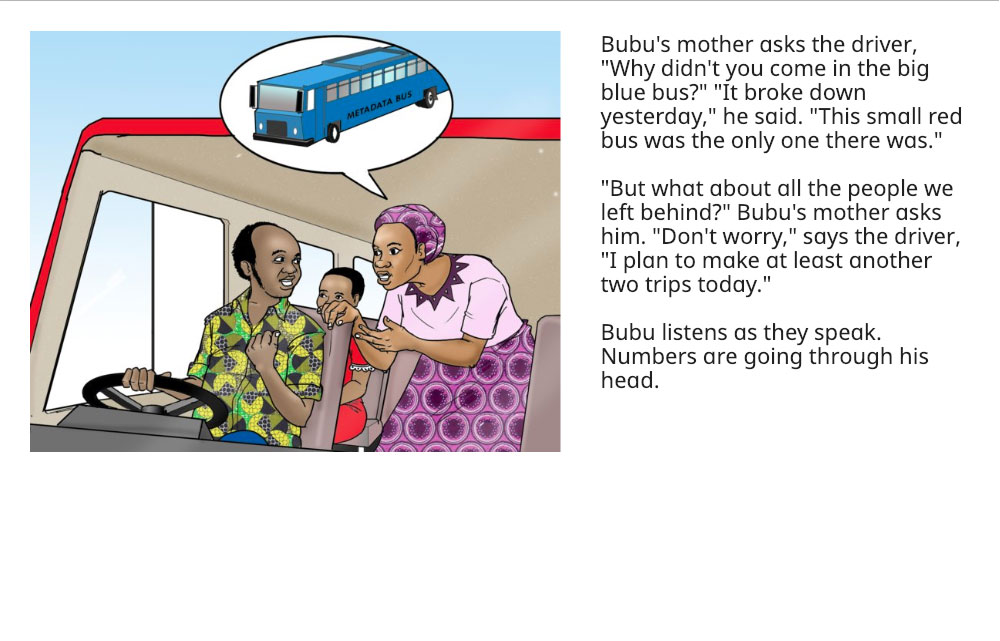 METADATA BUS
Bubu's mother asks the driver,
"Why didn't you come in the big
blue bus?" "It broke down
yesterday," he said. "This small red
bus was the only one there was."
"But what about all the people we
left behind?" Bubu's mother asks
him. "Don't worry," says the driver,
"I plan to make at least another
two trips today."
Bubu listens as they speak.
Numbers are going through his
head.